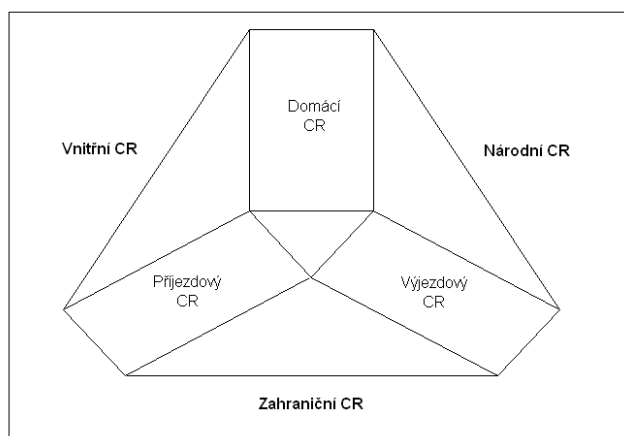 Domácí
CR
Vnitřní CR
Národní CR
Příjezdový
CR
Výjezdový
CR
Zahraniční CR